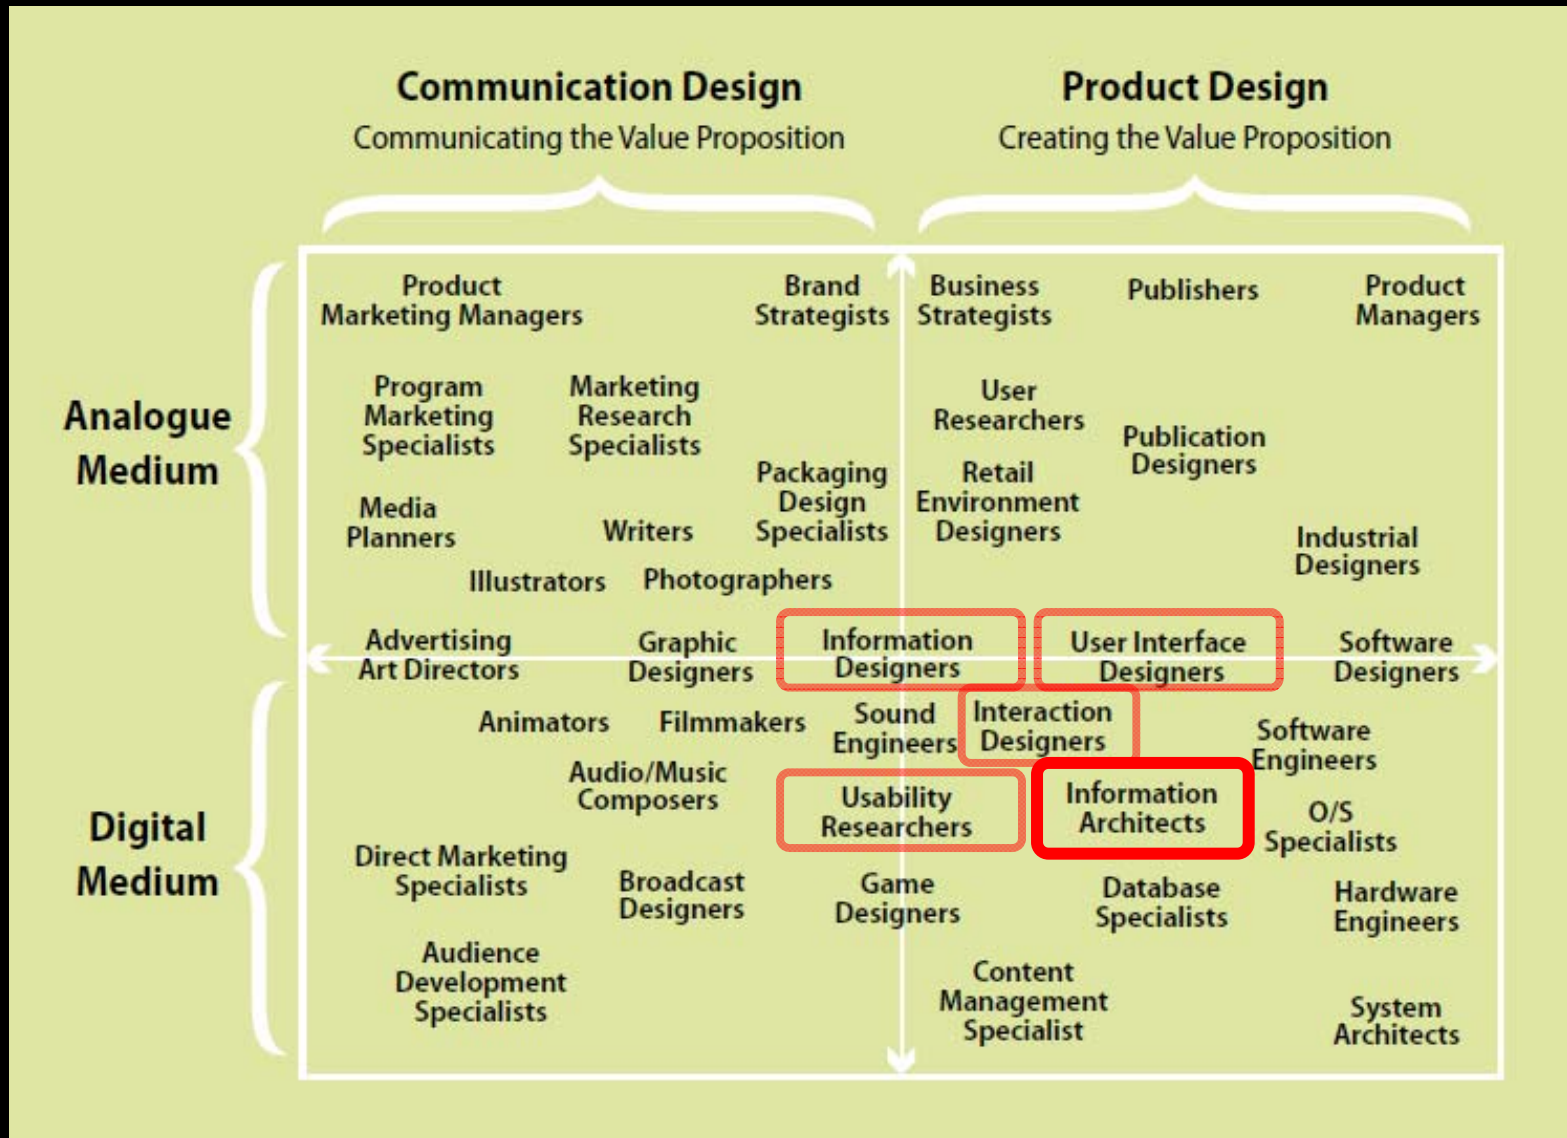 Communication Design
Communicating the Value Proposition
Product Design
Creating the Value Proposition
Analogue
Medium
Digital
Medium
Product
Marketing Managers
Brand
Strategists
Business
Strategists
Publishers
Product
Managers
Program
Marketing
Specialists
Marketing
Research
Specialists
User
Researchers
Publication
Designers
Packaging
Design
Specialists
Retail
Environment
Designers
Media
Planners
Writers
Industrial
Designers
Illustrators
Photographers
Advertising
Art Directors
Graphic
Designers
Information
Designers
User Interface
Designers
Software
Designers
Animators
Filmmakers
Sound
Engineers
Interaction
Designers
Software
Engineers
Audio/Music
Composers
Usability
Researchers
Information
Architects
O/S
Specialists
Direct Marketing
Specialists
Broadcast
Designers
Game
Designers
Database
Specialists
Hardware
Engineers
Audience
Development
Specialists
Content
Management
Specialist
System
Architects